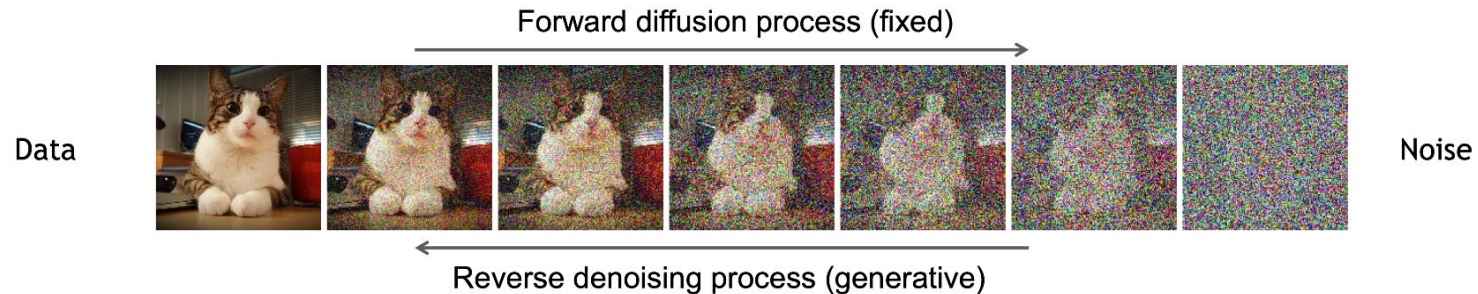 Forward diffusion process (fixed)
Data
Noise
Reverse denoising process (generative)